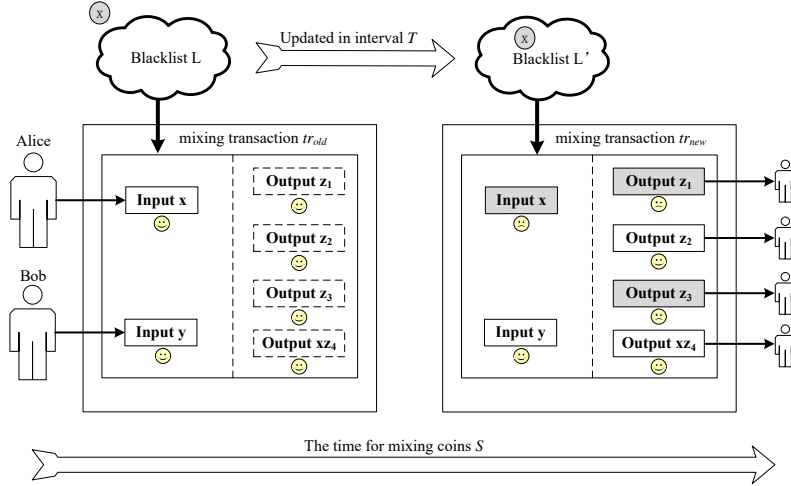 x
Blacklist L
Updated in interval T
x
Blacklist L'
Alice
mixing transaction tr_old
Input x
Output z₁
Output z₂
Bob
Output z₃
Input y
Output xz₄
mixing transaction tr_new
Input x
Output z₁
Output z₂
Output z₃
Input y
Output xz₄
The time for mixing coins S